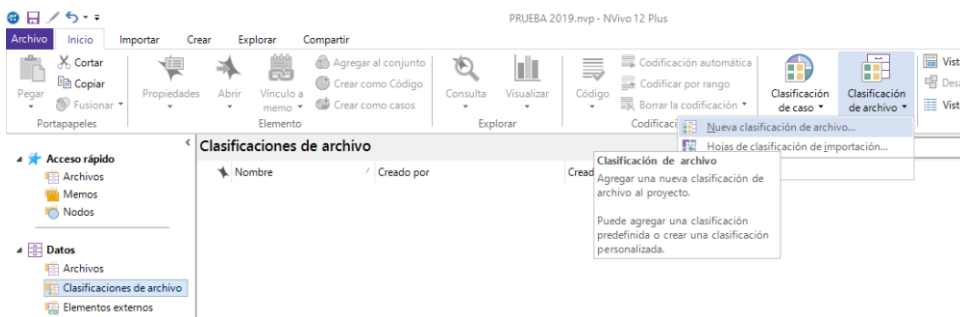 PRUEBA 2019.nvp - NVivo 12 Plus
Archivo Inicio Importar Crear Explorar Compartir
Pegar
Cortar
Copiar
Fusionar
Portapapeles
Propiedades
Abrir
Vínculo a
memo
Agregar al conjunto
Crear como Código
Crear como casos
Elemento
Consulta
Visualizar
Explorar
Código
Codificación automática
Codificar por rango
Borrar la codificación
Codificaci
Clasificación
de caso
Clasificación
de archivo
Vist
Desa
Vist
Nueva clasificación de archivo...
Hojas de clasificación de importación...
Clasificación de archivo
Agregar una nueva clasificación de
archivo al proyecto.
Puede agregar una clasificación
predefinida o crear una clasificación
personalizada.
Acceso rápido
Archivos
Memos
Nodos
Datos
Archivos
Clasificaciones de archivo
Elementos externos
Clasificaciones de archivo
Nombre Creado por Cread